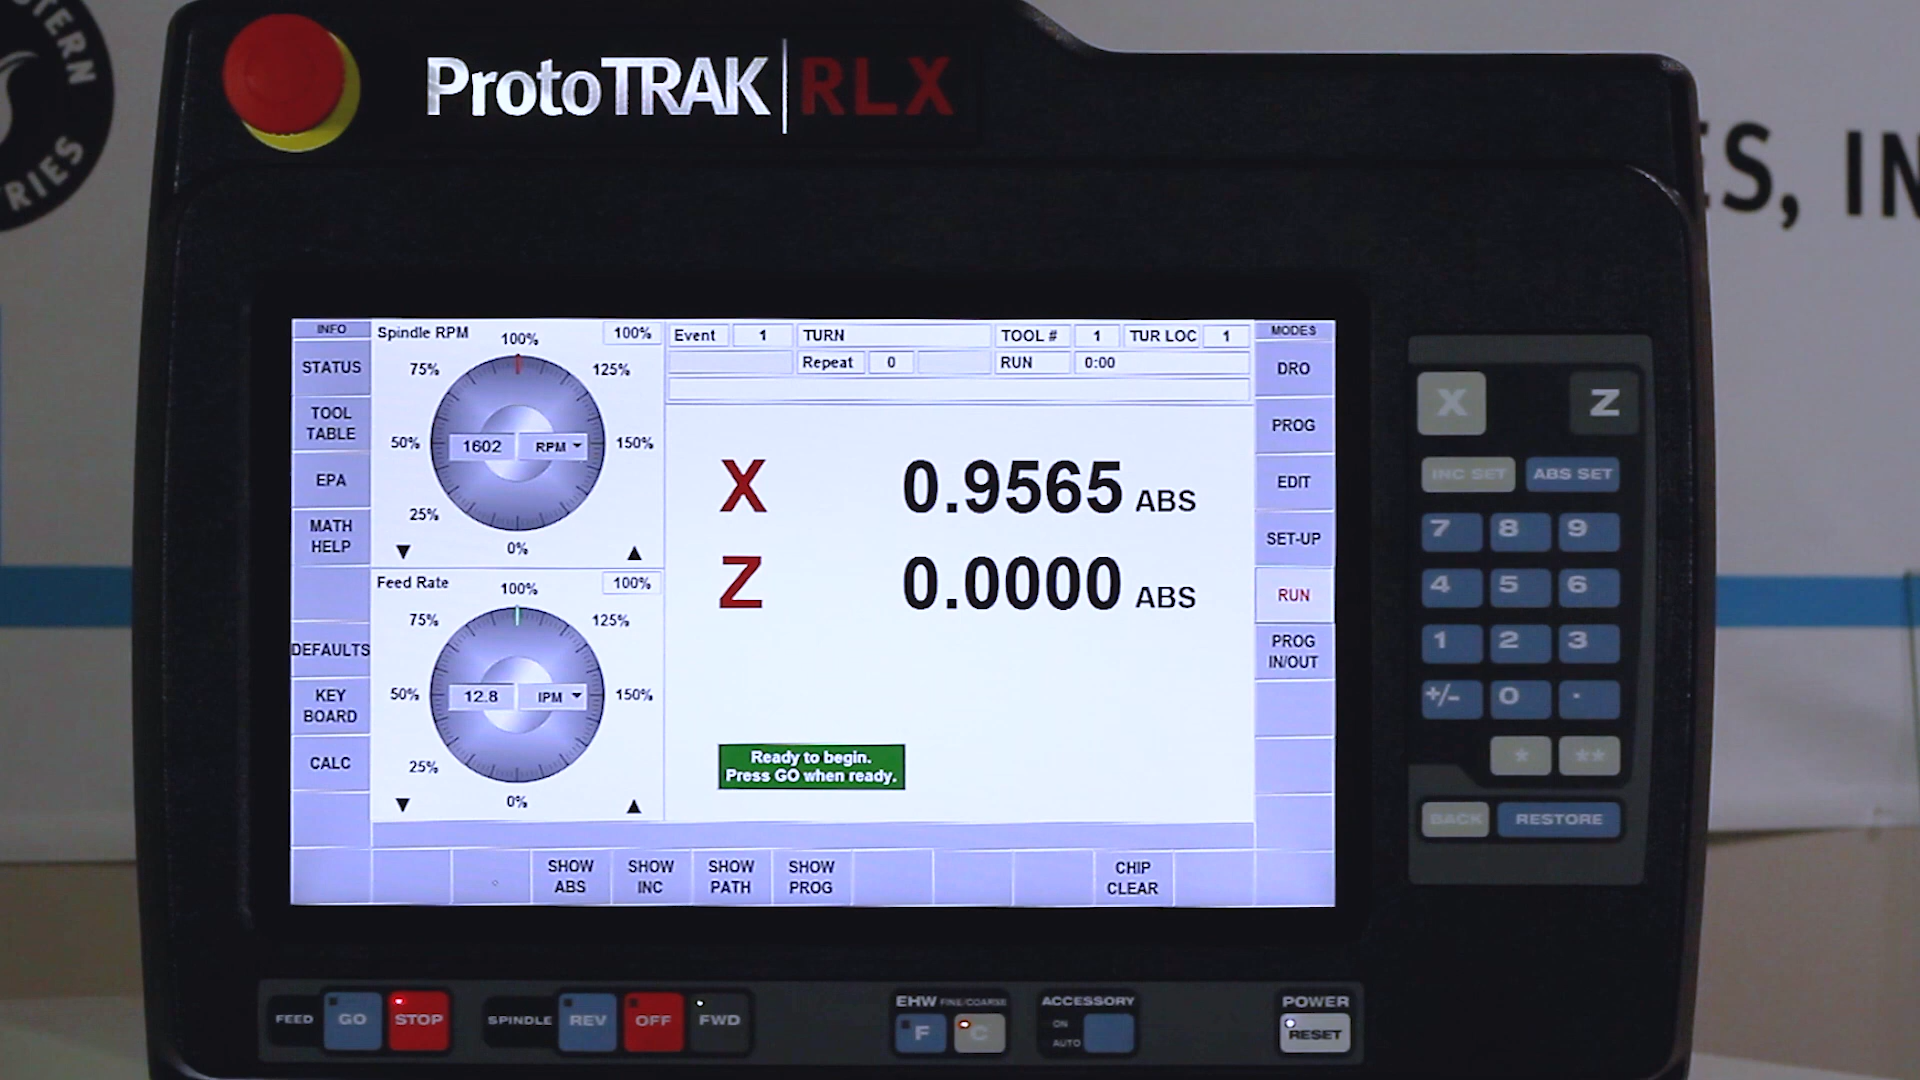 TERN
RIES
ProtoTRAK RLX
ES, IN
INFO
STATUS
TOOL
TABLE
EPA
MATH
HELP
DEFAULTS
KEY
BOARD
CALC
Spindle RPM 100%
100%
75% 125%
50% 1602 RPM 150%
25%
0%
Feed Rate 100%
100%
75% 125%
50% 12.8 IPM 150%
25%
0%
Event 1 TURN TOOL # 1 TUR LOC 1
Repeat 0 RUN 0:00
X 0.9565 ABS
Z 0.0000 ABS
Ready to begin.
Press GO when ready.
MODES
DRO
PROG
EDIT
SET-UP
RUN
PROG
IN/OUT
SHOW
ABS
SHOW
INC
SHOW
PATH
SHOW
PROG
CHIP
CLEAR
X Z
INC SET ABS SET
7 8 9
4 5 6
1 2 3
+/- 0 .
* **
BACK RESTORE
FEED GO STOP
SPINDLE REV OFF FWD
EHW FINE/COARSE
F C
ACCESSORY
ON
AUTO
POWER
RESET